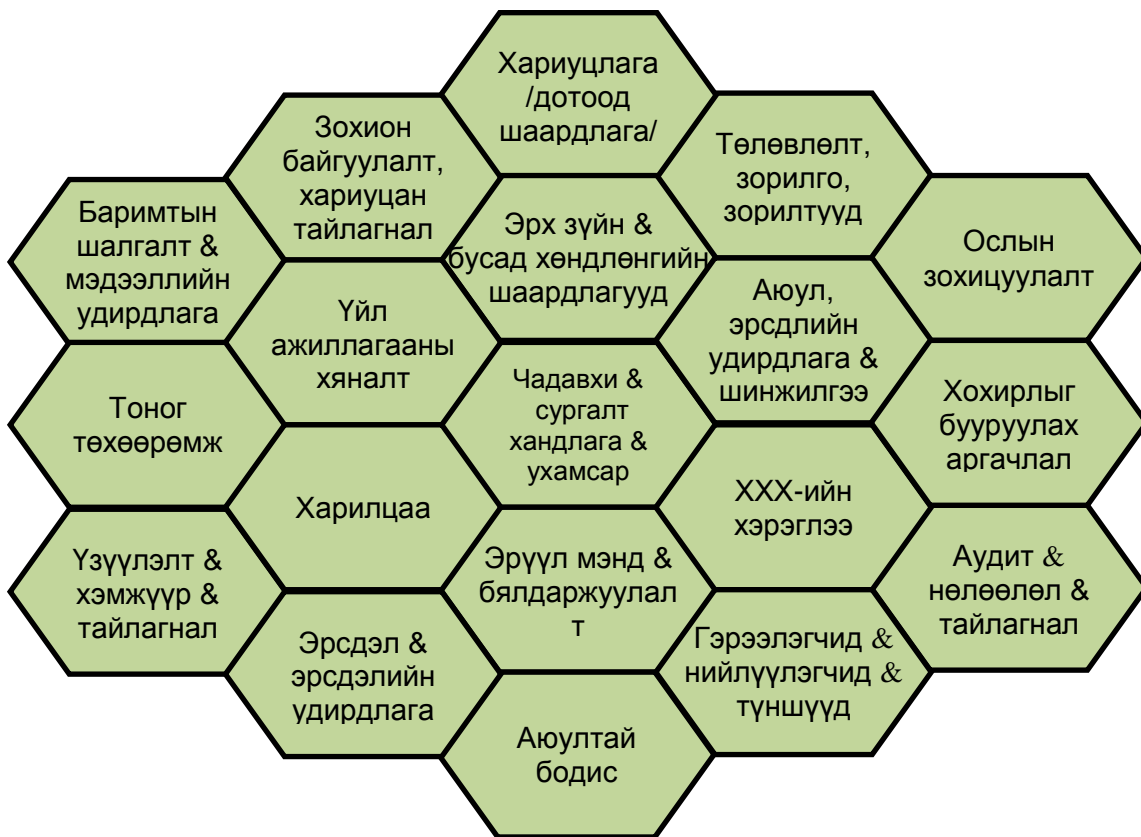 Хариуцлага
/дотоод
шаардлага/
Зохион
байгуулалт,
хариуцан
тайлагнал
Төлөвлөлт,
зорилго,
зорилтууд
Баримтын
шалгалт &
мэдээллийн
удирдлага
Эрх зүйн &
бусад хөндлөнгийн
шаардлагууд
Ослын
зохицуулалт
Үйл
ажиллагааны
хяналт
Аюул,
эрсдлийн
удирдлага &
шинжилгээ
Тоног
төхөөрөмж
Чадавхи &
сургалт
хандлага &
ухамсар
Хохирлыг
бууруулах
аргачлал
Харилцаа
ХХХ-ийн
хэрэглээ
Үзүүлэлт &
хэмжүүр &
тайлагнал
Эрүүл мэнд &
бялдаржуулал
т
Аудит &
нөлөөлөл &
тайлагнал
Эрсдэл &
эрсдэлийн
удирдлага
Гэрээлэгчид &
нийлүүлэгчид &
түншүүд
Аюултай
бодис